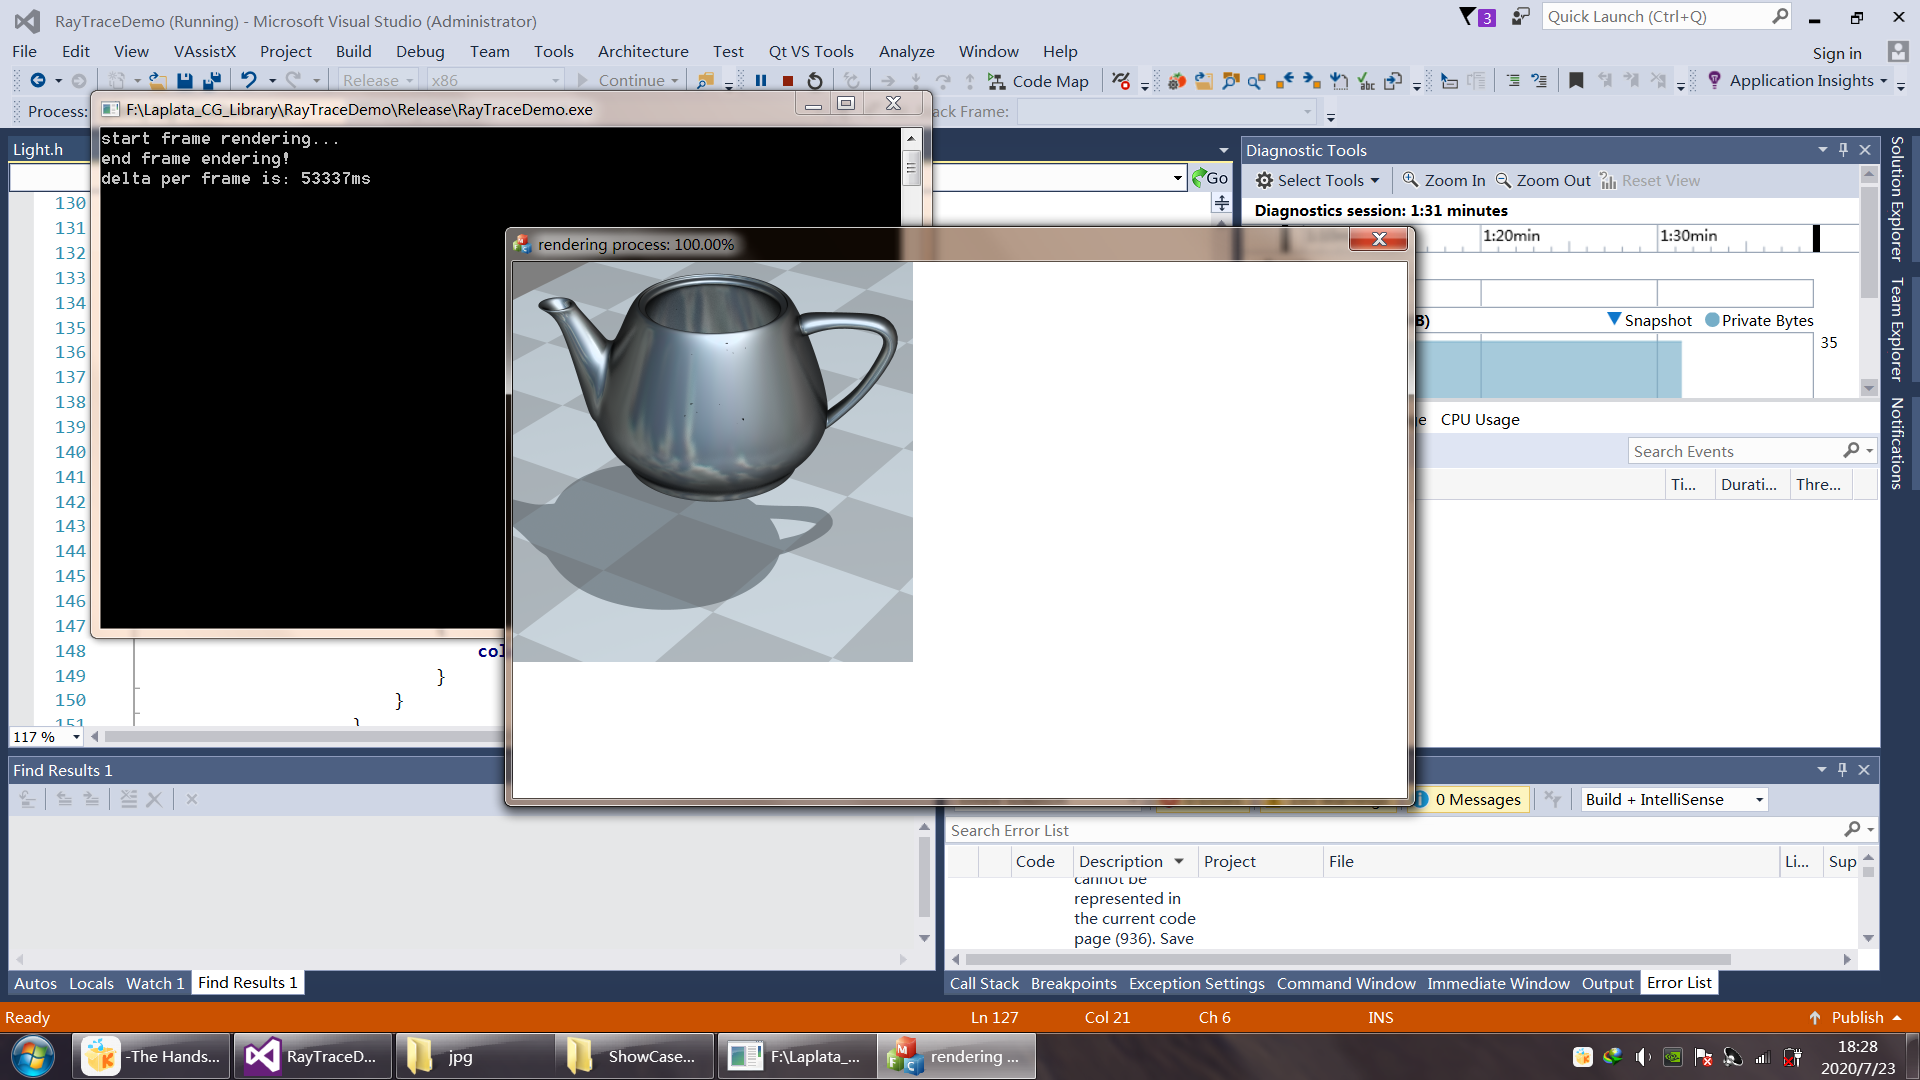 RayTraceDemo (Running) - Microsoft Visual Studio (Administrator)
3
Quick Launch (Ctrl+Q)
File Edit View VAssistX Project Build Debug Team Tools Architecture Test Qt VS Tools Analyze Window Help
Sign in
Release x86 Continue Code Map Application Insights
Process:
ack Frame:
F:\Laplata_CG_Library\RayTraceDemo\Release\RayTraceDemo.exe
start frame rendering...
end frame endering!
delta per frame is: 53337ms
Light.h
Go
130
131
132
133
134
135
136
137
138
139
140
141
142
143
144
145
146
147
148
col
149
}
150
}
151
}
117 %
rendering process: 100.00%
Diagnostic Tools
Select Tools Zoom In Zoom Out Reset View
Diagnostics session: 1:31 minutes
1:20min 1:30min
B) Snapshot Private Bytes
35
e CPU Usage
Search Events
Ti... Durati... Thre...
Solution Explorer
Team Explorer
Notifications
Find Results 1
0 Messages Build + IntelliSense
Search Error List
Code Description Project File Li... Sup
cannot be
represented in
the current code
page (936). Save
Autos Locals Watch 1 Find Results 1
Call Stack Breakpoints Exception Settings Command Window Immediate Window Output Error List
Ready Ln 127 Col 21 Ch 6 INS Publish
-The Hands... RayTraceD... jpg ShowCase... F:\Laplata_... rendering ...
18:28
2020/7/23